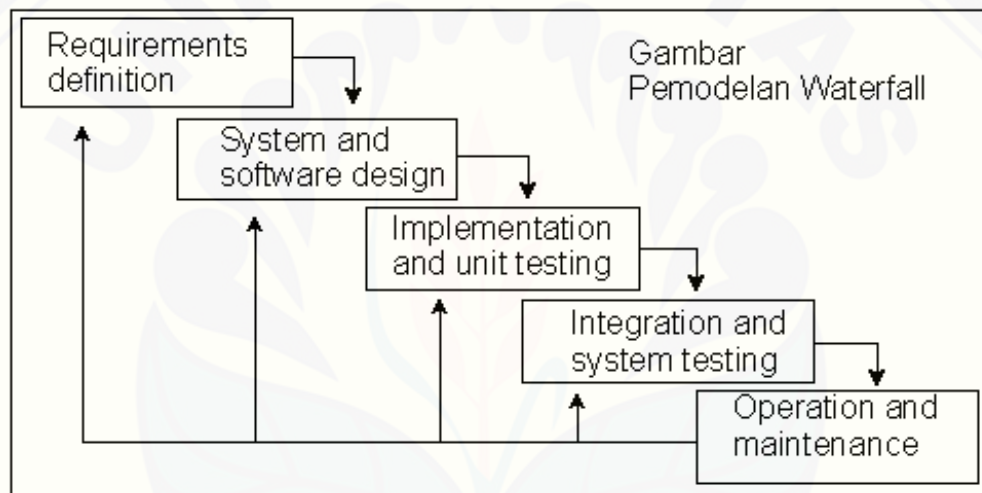 Requirements
definition
Gambar
Pemodelan Waterfall
System and
software design
Implementation
and unit testing
Integration and
system testing
Operation and
maintenance